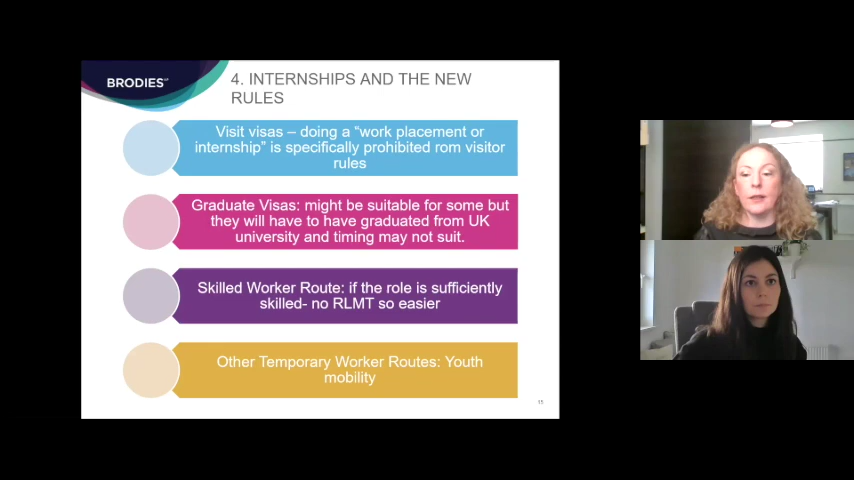 BRODIES LLP
4. INTERNSHIPS AND THE NEW
RULES
Visit visas – doing a “work placement or
internship” is specifically prohibited rom visitor
rules
Graduate Visas: might be suitable for some but
they will have to have graduated from UK
university and timing may not suit.
Skilled Worker Route: if the role is sufficiently
skilled- no RLMT so easier
Other Temporary Worker Routes: Youth
mobility
15